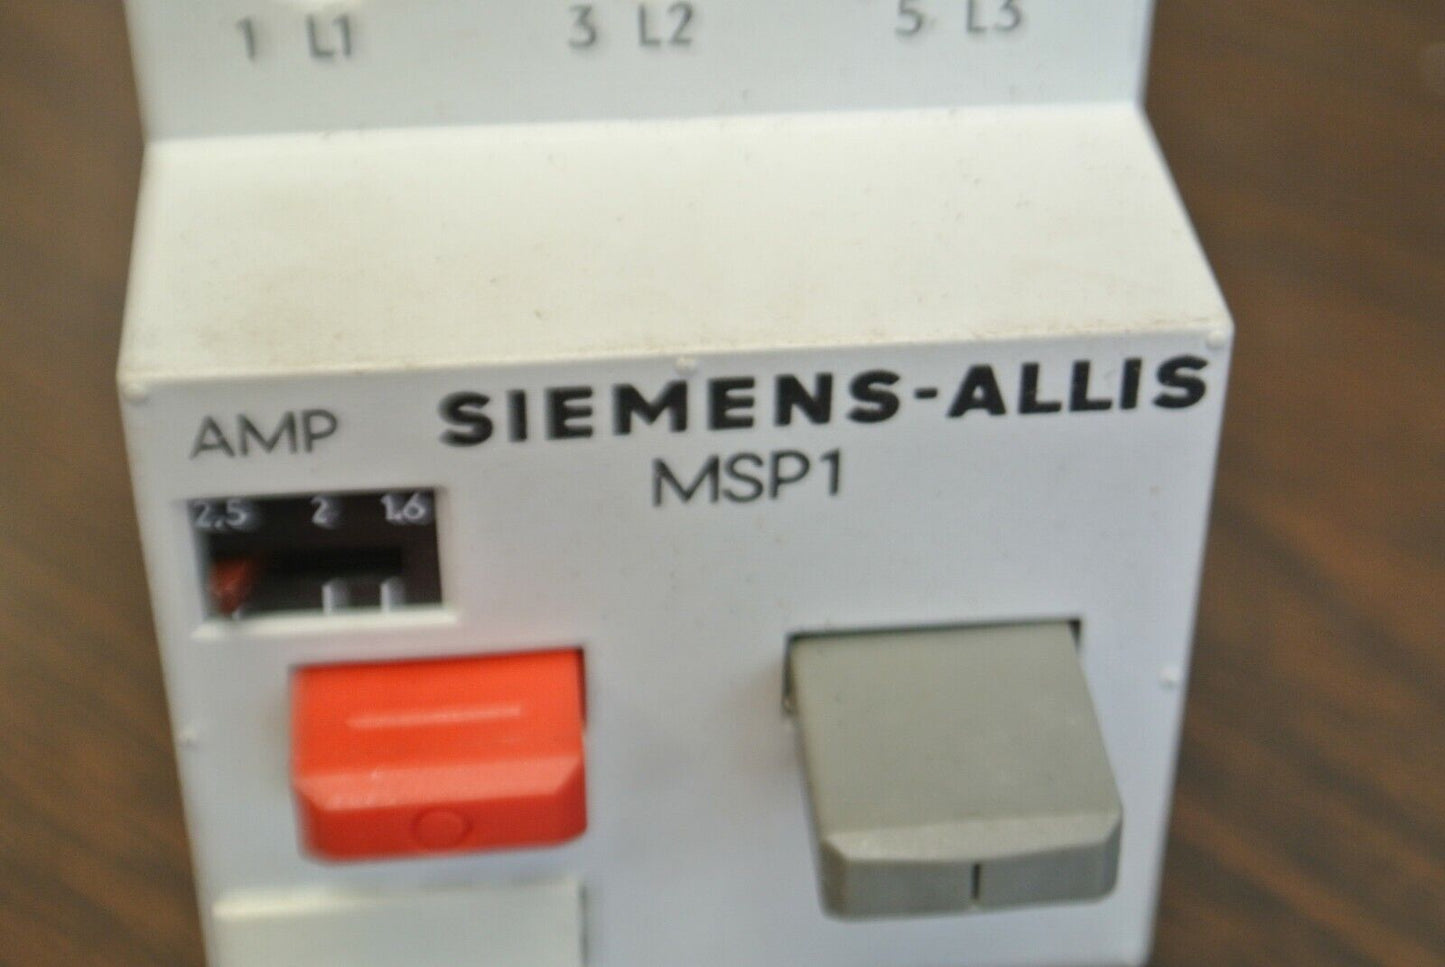 1 L1 3 L2 5 L3
AMP SIEMENS-ALLIS
MSP1
2,5 2 1,6